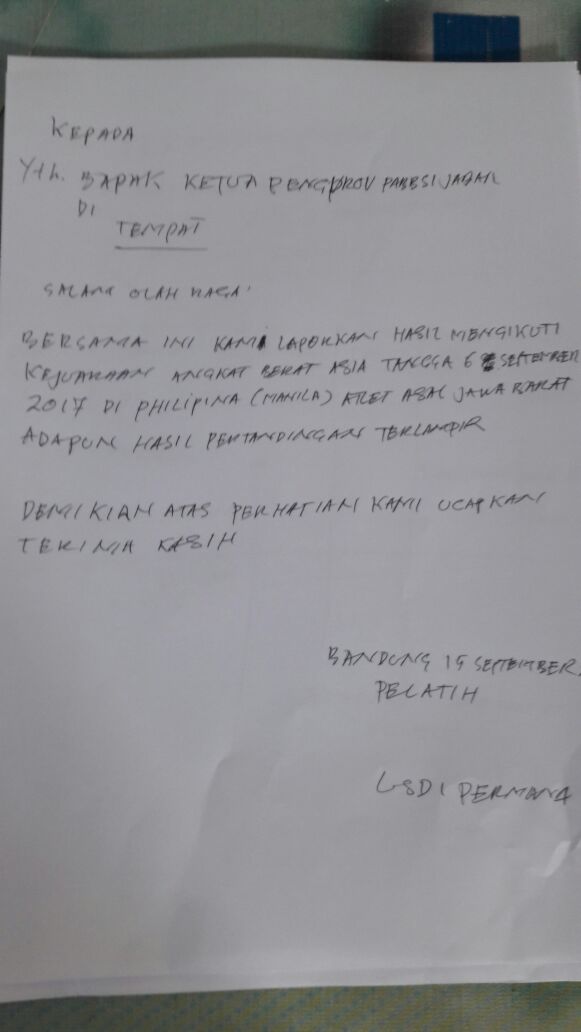 KEPADA
Yth. BAPAK KETUA PENGPROV PABBSI JABAR
DI
TEMPAT
SALAM OLAH RAGA'
BERSAMA INI KAMI LAPORKAN HASIL MENGIKUTI
KEJUARAAN ANGKAT BERAT ASIA TANGGA 6 SEPTEMBER
2017 DI PHILIPINA (MANILA) ATLET ASAL JAWA BARAT
ADAPUN HASIL PERTANDINGAN TERLAMPIR
DEMIKIAN ATAS PERHATIAN KAMI UCAPKAN
TERIMA KASIH
BANDUNG 15 SEPTEMBER
PELATIH
PERMANA